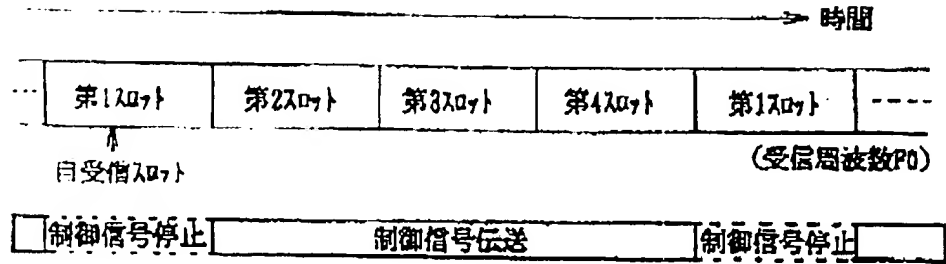 時間
… 第1スロット 第2スロット 第3スロット 第4スロット 第1スロット ----
自受信スロット
(受信周波数F0)
制御信号停止 制御信号伝送 制御信号停止